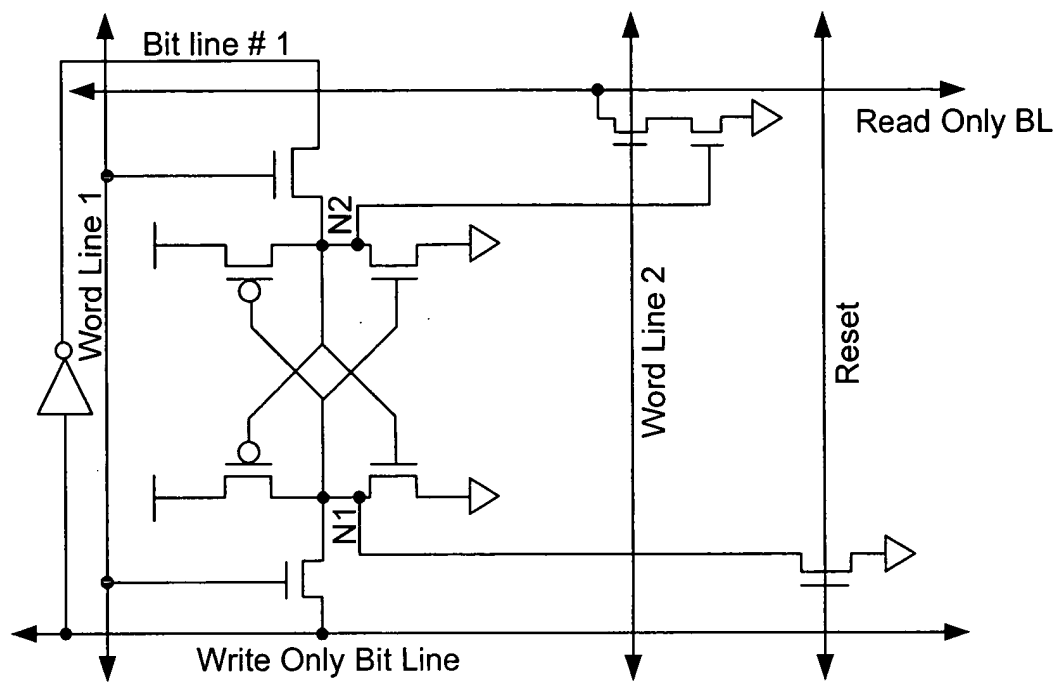 Bit line # 1
Read Only BL
Word Line 1
N2
Word Line 2
Reset
N1
Write Only Bit Line